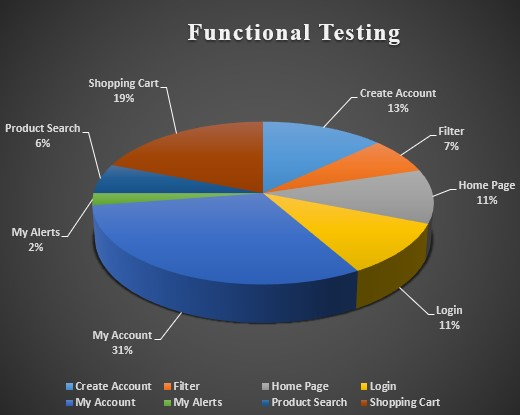 Functional Testing
Shopping Cart
19%
Create Account
13%
Product Search
6%
Filter
7%
Home Page
11%
My Alerts
2%
Login
11%
My Account
31%
Create Account Filter Home Page Login
My Account My Alerts Product Search Shopping Cart